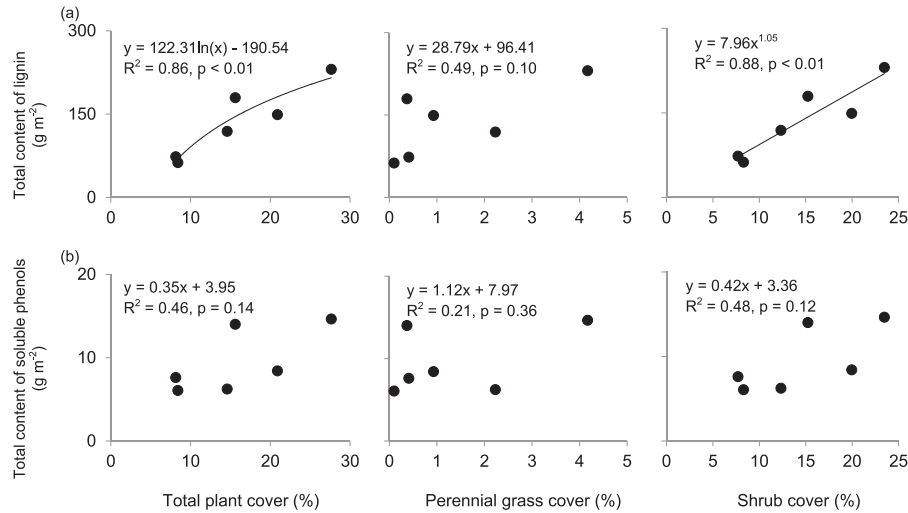 (a)
Total content of lignin
(g m⁻²)
300
150
0
y = 122.31ln(x) - 190.54
R² = 0.86, p < 0.01
0 10 20 30
y = 28.79x + 96.41
R² = 0.49, p = 0.10
0 1 2 3 4 5
y = 7.96x¹·⁰⁵
R² = 0.88, p < 0.01
0 5 10 15 20 25
(b)
Total content of soluble phenols
(g m⁻²)
20
10
0
y = 0.35x + 3.95
R² = 0.46, p = 0.14
0 10 20 30
Total plant cover (%)
y = 1.12x + 7.97
R² = 0.21, p = 0.36
0 1 2 3 4 5
Perennial grass cover (%)
y = 0.42x + 3.36
R² = 0.48, p = 0.12
0 5 10 15 20 25
Shrub cover (%)